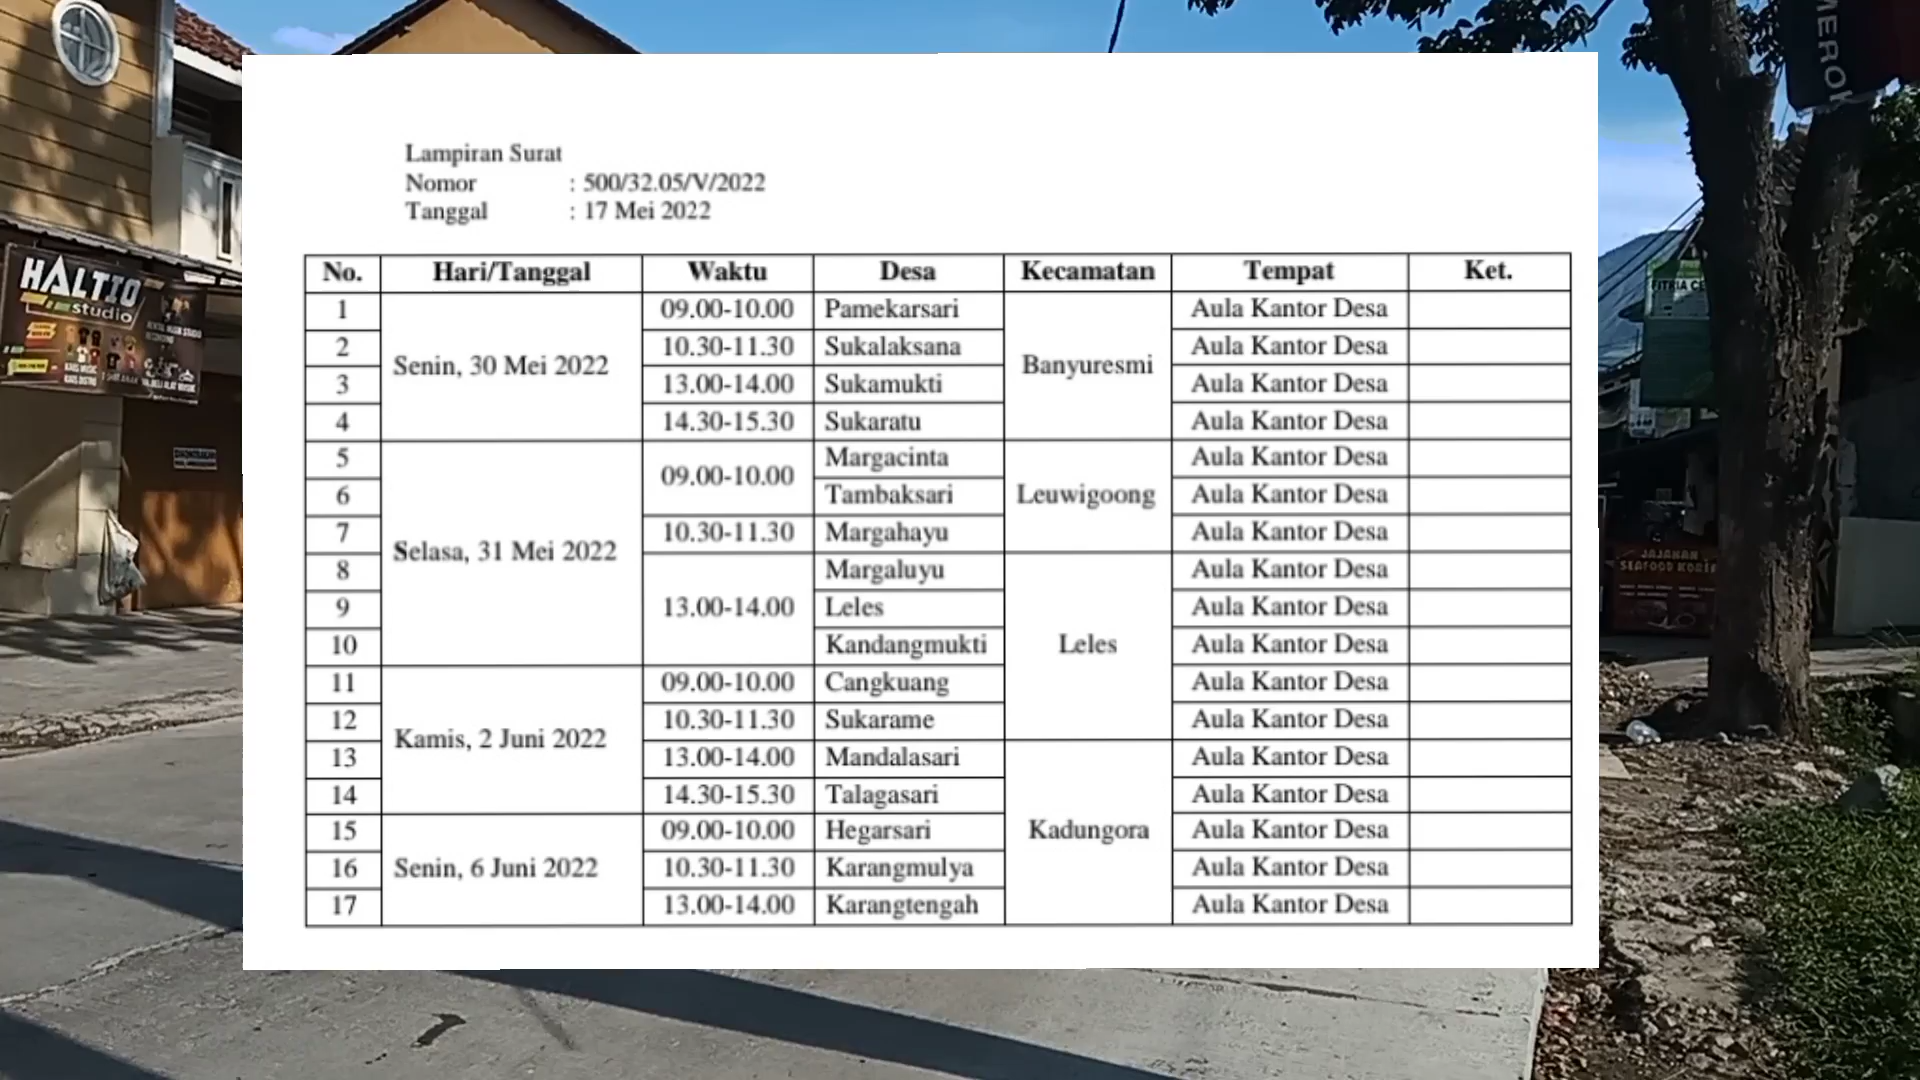 Lampiran Surat
Nomor : 500/32.05/V/2022
Tanggal : 17 Mei 2022
No. Hari/Tanggal Waktu Desa Kecamatan Tempat Ket.
1 Senin, 30 Mei 2022 09.00-10.00 Pamekarsari Banyuresmi Aula Kantor Desa
2 10.30-11.30 Sukalaksana Aula Kantor Desa
3 13.00-14.00 Sukamukti Aula Kantor Desa
4 14.30-15.30 Sukaratu Aula Kantor Desa
5 Selasa, 31 Mei 2022 09.00-10.00 Margacinta Leuwigoong Aula Kantor Desa
6 Tambaksari Aula Kantor Desa
7 10.30-11.30 Margahayu Aula Kantor Desa
8 13.00-14.00 Margaluyu Leles Aula Kantor Desa
9 Leles Aula Kantor Desa
10 Kandangmukti Aula Kantor Desa
11 Kamis, 2 Juni 2022 09.00-10.00 Cangkuang Aula Kantor Desa
12 10.30-11.30 Sukarame Aula Kantor Desa
13 13.00-14.00 Mandalasari Kadungora Aula Kantor Desa
14 14.30-15.30 Talagasari Aula Kantor Desa
15 Senin, 6 Juni 2022 09.00-10.00 Hegarsari Aula Kantor Desa
16 10.30-11.30 Karangmulya Aula Kantor Desa
17 13.00-14.00 Karangtengah Aula Kantor Desa
HALTIO
studio
MEROK
FITRIA CE
JAJANAN
SEAFOOD KOREA